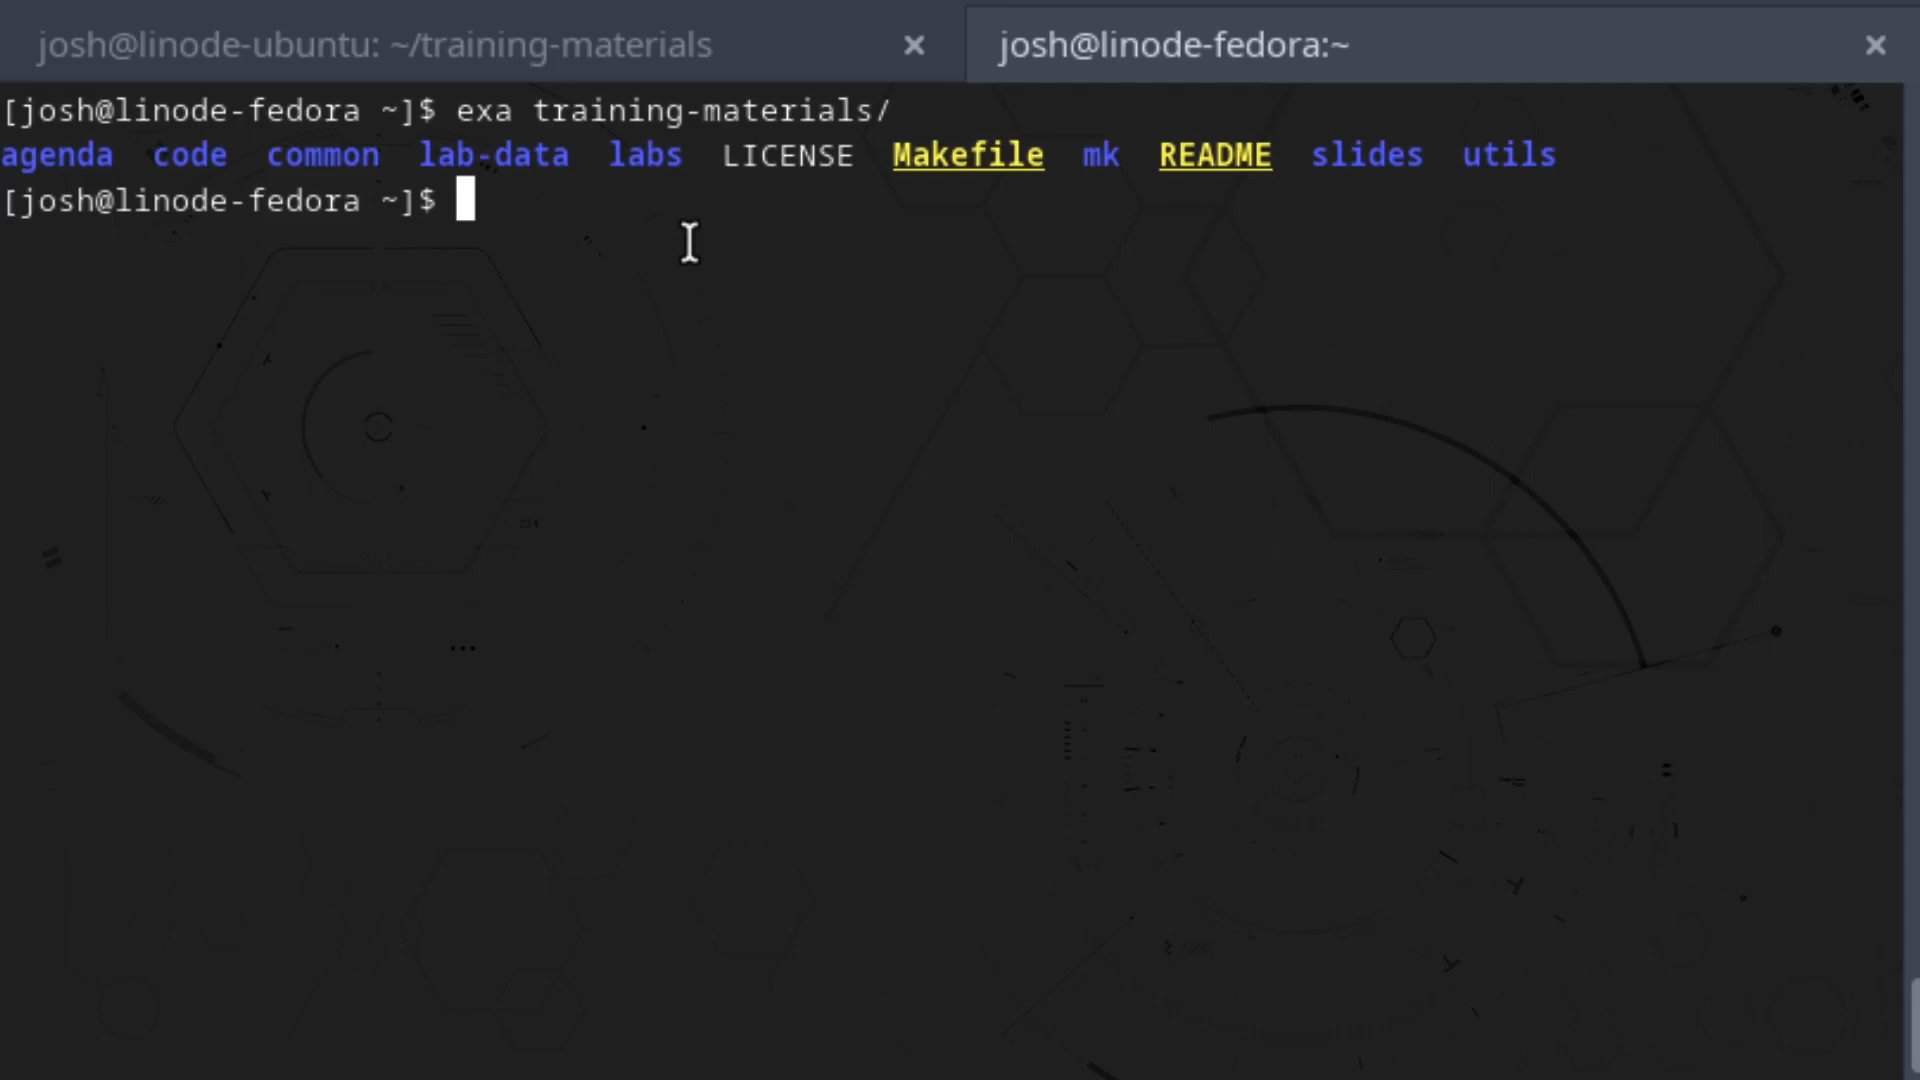 josh@linode-ubuntu: ~/training-materials × josh@linode-fedora:~ ×
[josh@linode-fedora ~]$ exa training-materials/
agenda code common lab-data labs LICENSE Makefile mk README slides utils
[josh@linode-fedora ~]$